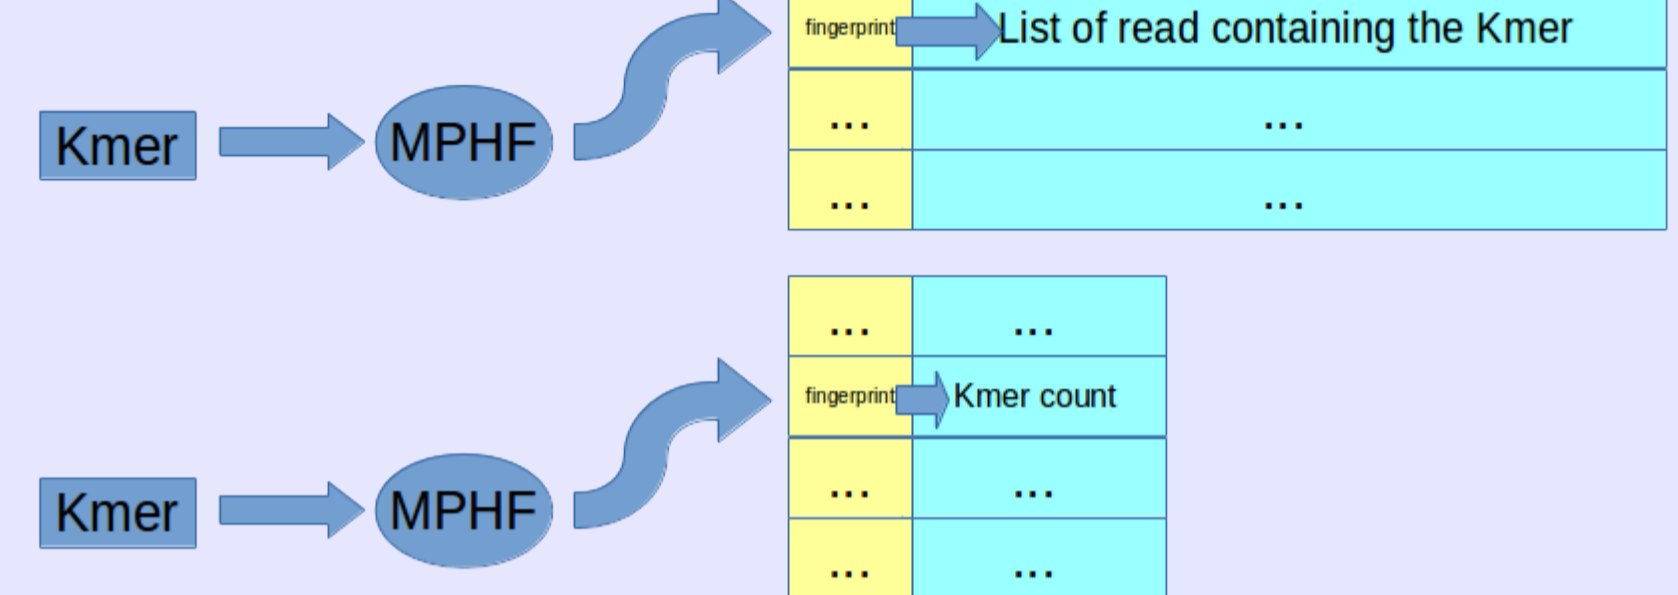 fingerprint List of read containing the Kmer
Kmer MPHF ... ...
... ...
... ...
fingerprint Kmer count
Kmer MPHF ... ...
... ...